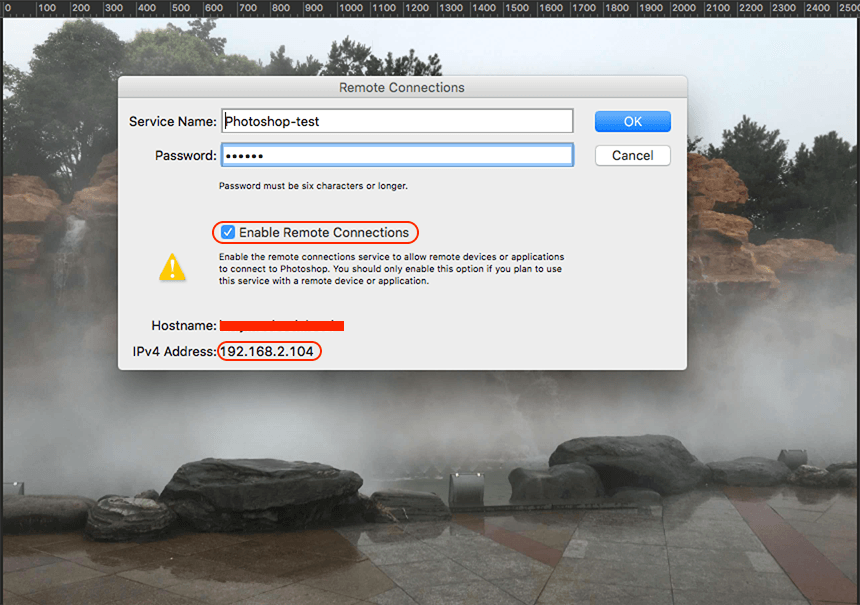 0 100 200 300 400 500 600 700 800 900 1000 1100 1200 1300 1400 1500 1600 1700 1800 1900 2000 2100 2200 2300 2400 2500
Remote Connections
Service Name: Photoshop-test
OK
Password: ••••••
Cancel
Password must be six characters or longer.
Enable Remote Connections
Enable the remote connections service to allow remote devices or applications
to connect to Photoshop. You should only enable this option if you plan to use
this service with a remote device or application.
Hostname:
IPv4 Address: 192.168.2.104